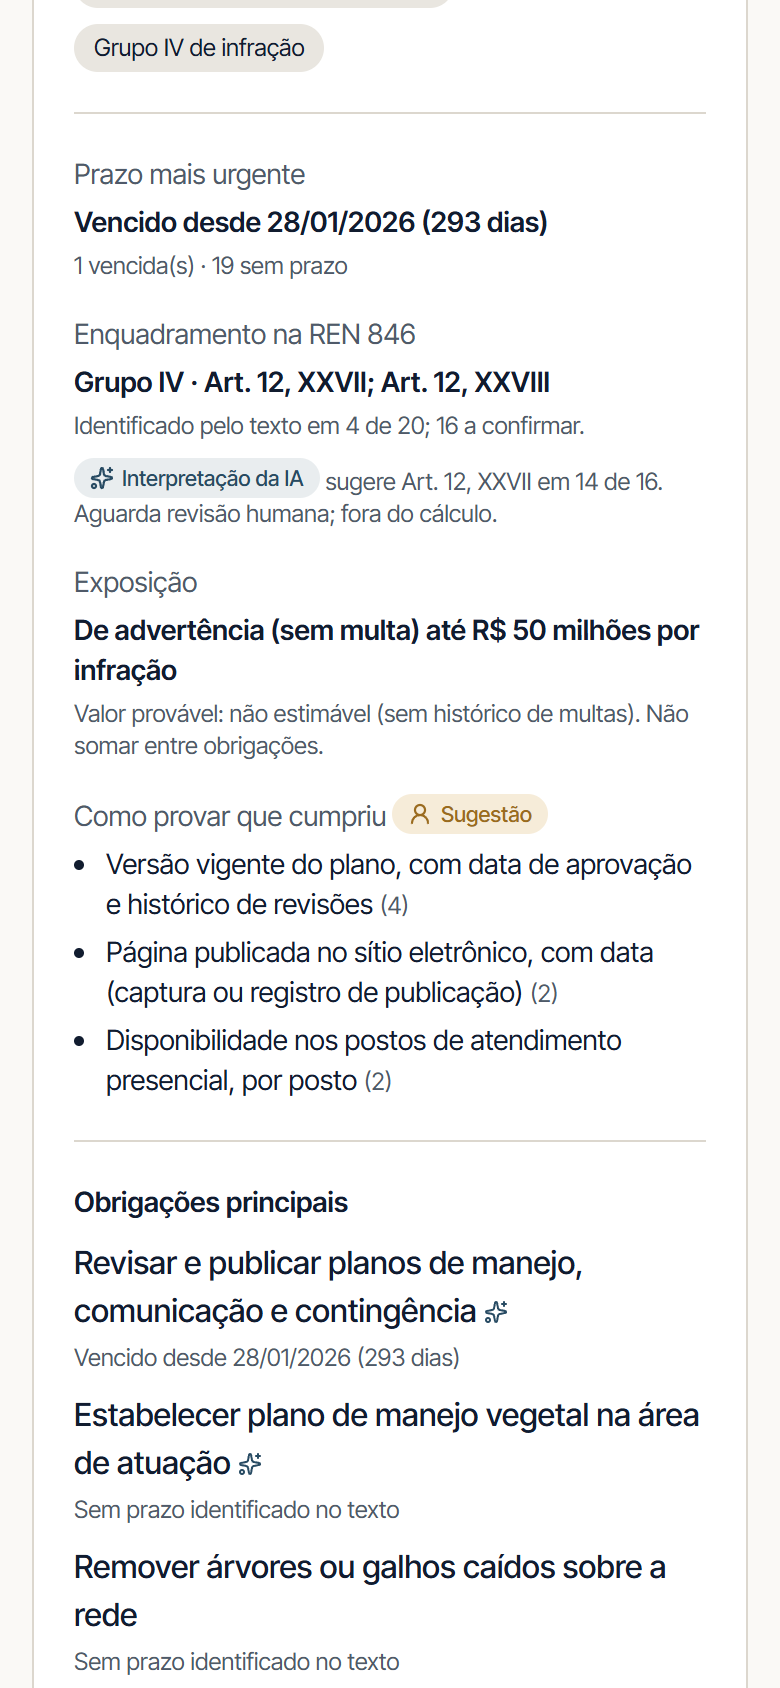 Grupo IV de infração
Prazo mais urgente
Vencido desde 28/01/2026 (293 dias)
1 vencida(s) · 19 sem prazo
Enquadramento na REN 846
Grupo IV · Art. 12, XXVII; Art. 12, XXVIII
Identificado pelo texto em 4 de 20; 16 a confirmar.
Interpretação da IA sugere Art. 12, XXVII em 14 de 16.
Aguarda revisão humana; fora do cálculo.
Exposição
De advertência (sem multa) até R$ 50 milhões por
infração
Valor provável: não estimável (sem histórico de multas). Não
somar entre obrigações.
Como provar que cumpriu Sugestão
• Versão vigente do plano, com data de aprovação
e histórico de revisões (4)
• Página publicada no sítio eletrônico, com data
(captura ou registro de publicação) (2)
• Disponibilidade nos postos de atendimento
presencial, por posto (2)
Obrigações principais
Revisar e publicar planos de manejo,
comunicação e contingência
Vencido desde 28/01/2026 (293 dias)
Estabelecer plano de manejo vegetal na área
de atuação
Sem prazo identificado no texto
Remover árvores ou galhos caídos sobre a
rede
Sem prazo identificado no texto